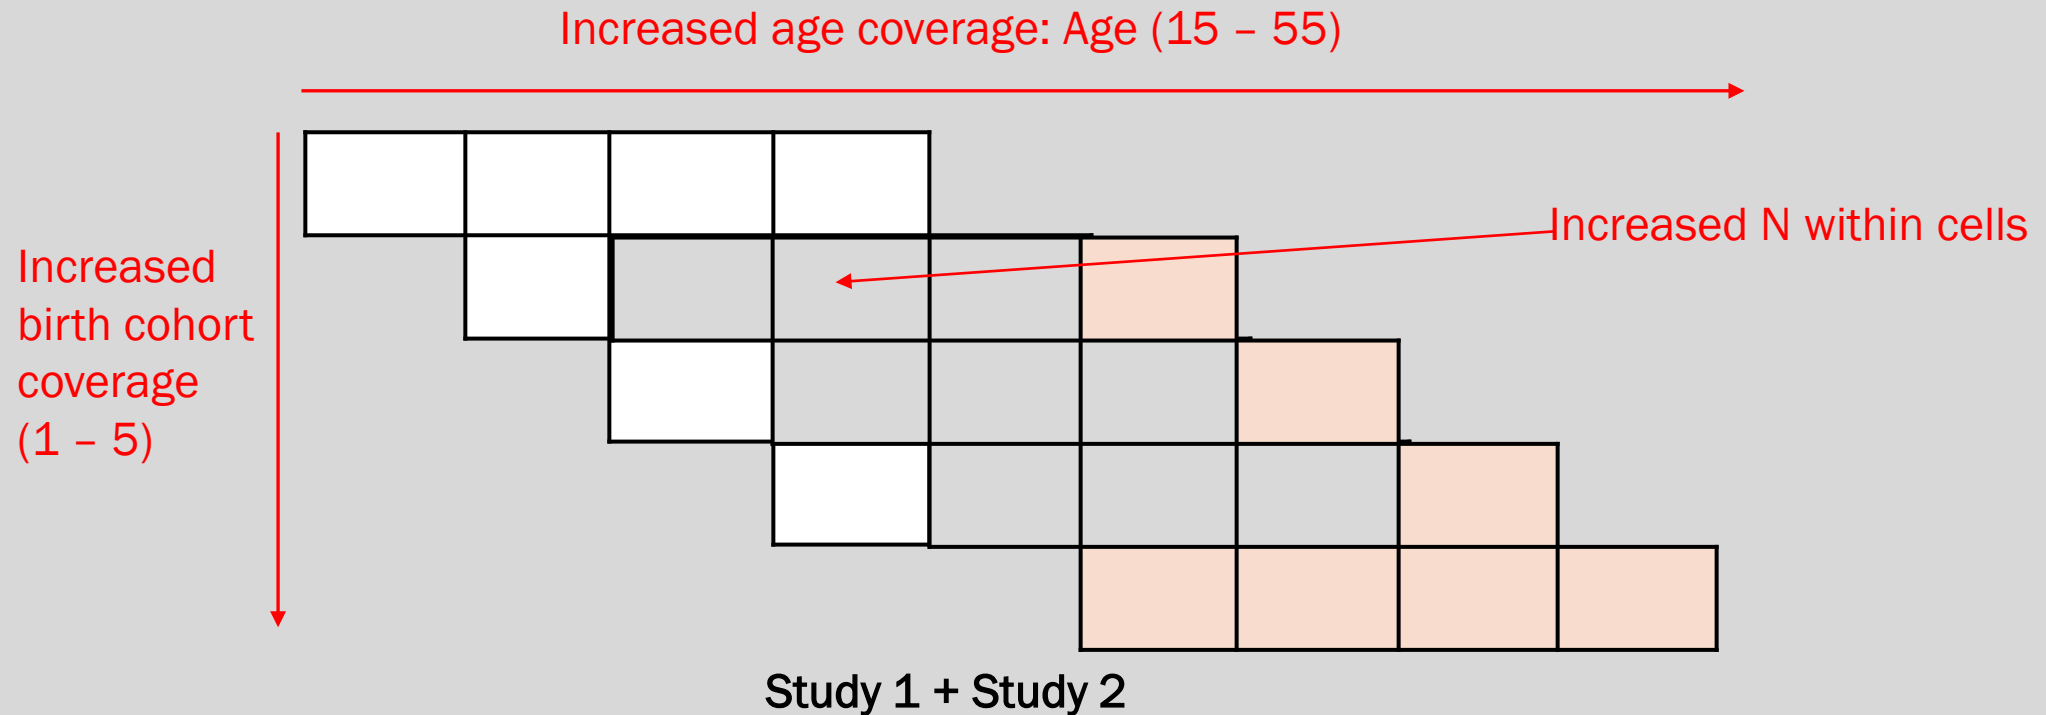 Increased age coverage: Age (15 – 55)
Increased N within cells
Increased
birth cohort
coverage
(1 – 5)
Study 1 + Study 2